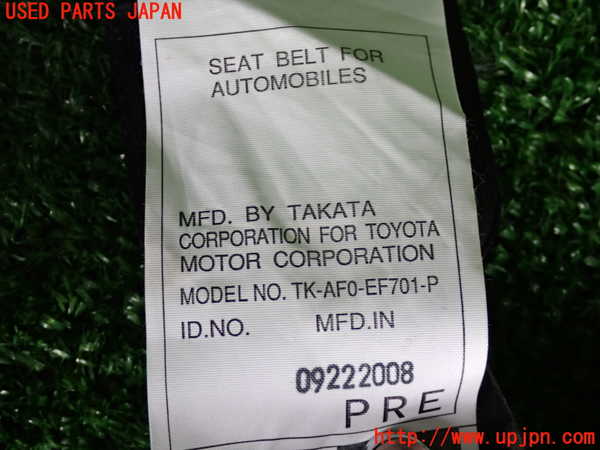 USED PARTS JAPAN
SEAT BELT FOR
AUTOMOBILES
MFD. BY TAKATA
CORPORATION FOR TOYOTA
MOTOR CORPORATION
MODEL NO. TK-AF0-EF701-P
ID.NO. MFD.IN
09222008
PRE
http://www.upjpn.com/